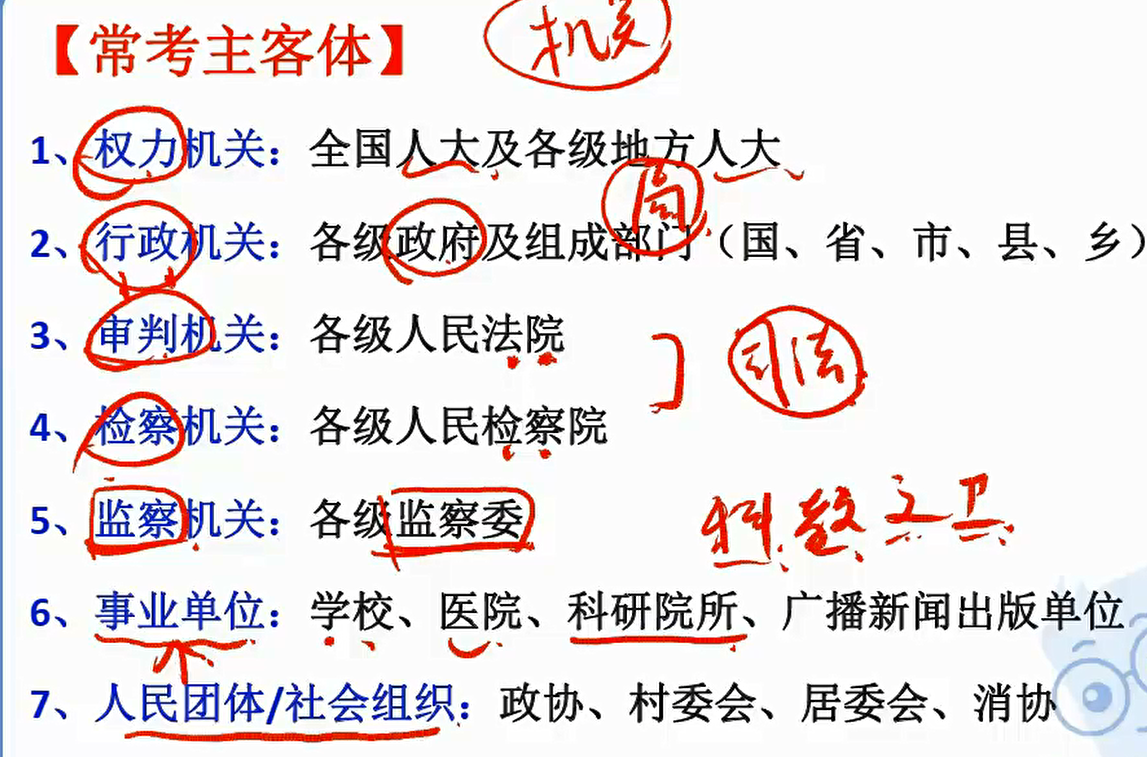 【常考主客体】
机关
1、权力机关：全国人大及各级地方人大
局
2、行政机关：各级政府及组成部门（国、省、市、县、乡）
3、审判机关：各级人民法院
司法
4、检察机关：各级人民检察院
5、监察机关：各级监察委
科教文卫
6、事业单位：学校、医院、科研院所、广播新闻出版单位
7、人民团体/社会组织：政协、村委会、居委会、消协